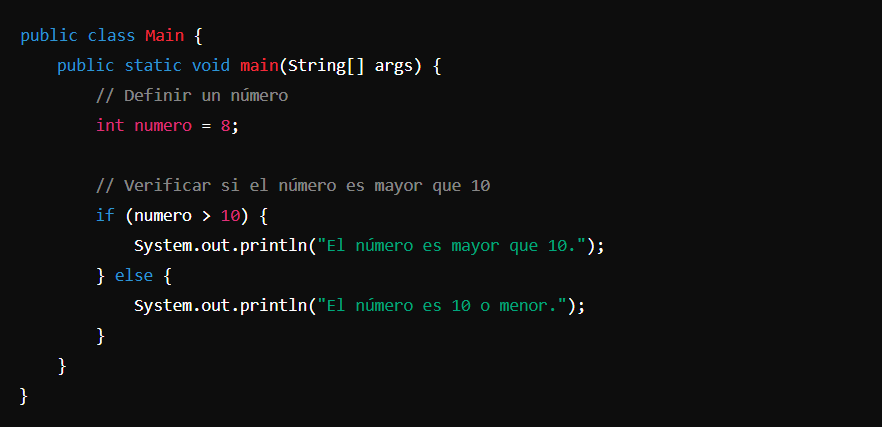 public class Main {
    public static void main(String[] args) {
        // Definir un número
        int numero = 8;

        // Verificar si el número es mayor que 10
        if (numero > 10) {
            System.out.println("El número es mayor que 10.");
        } else {
            System.out.println("El número es 10 o menor.");
        }
    }
}